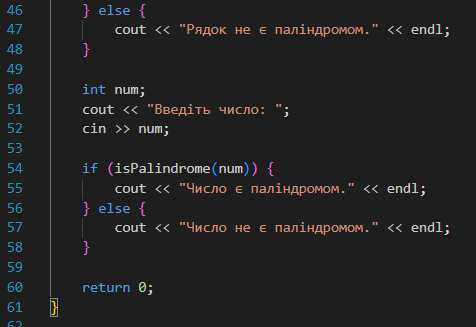 46 } else {
47 cout << "Рядок не є паліндромом." << endl;
48 }
49
50 int num;
51 cout << "Введіть число: ";
52 cin >> num;
53
54 if (isPalindrome(num)) {
55 cout << "Число є паліндромом." << endl;
56 } else {
57 cout << "Число не є паліндромом." << endl;
58 }
59
60 return 0;
61 }
62